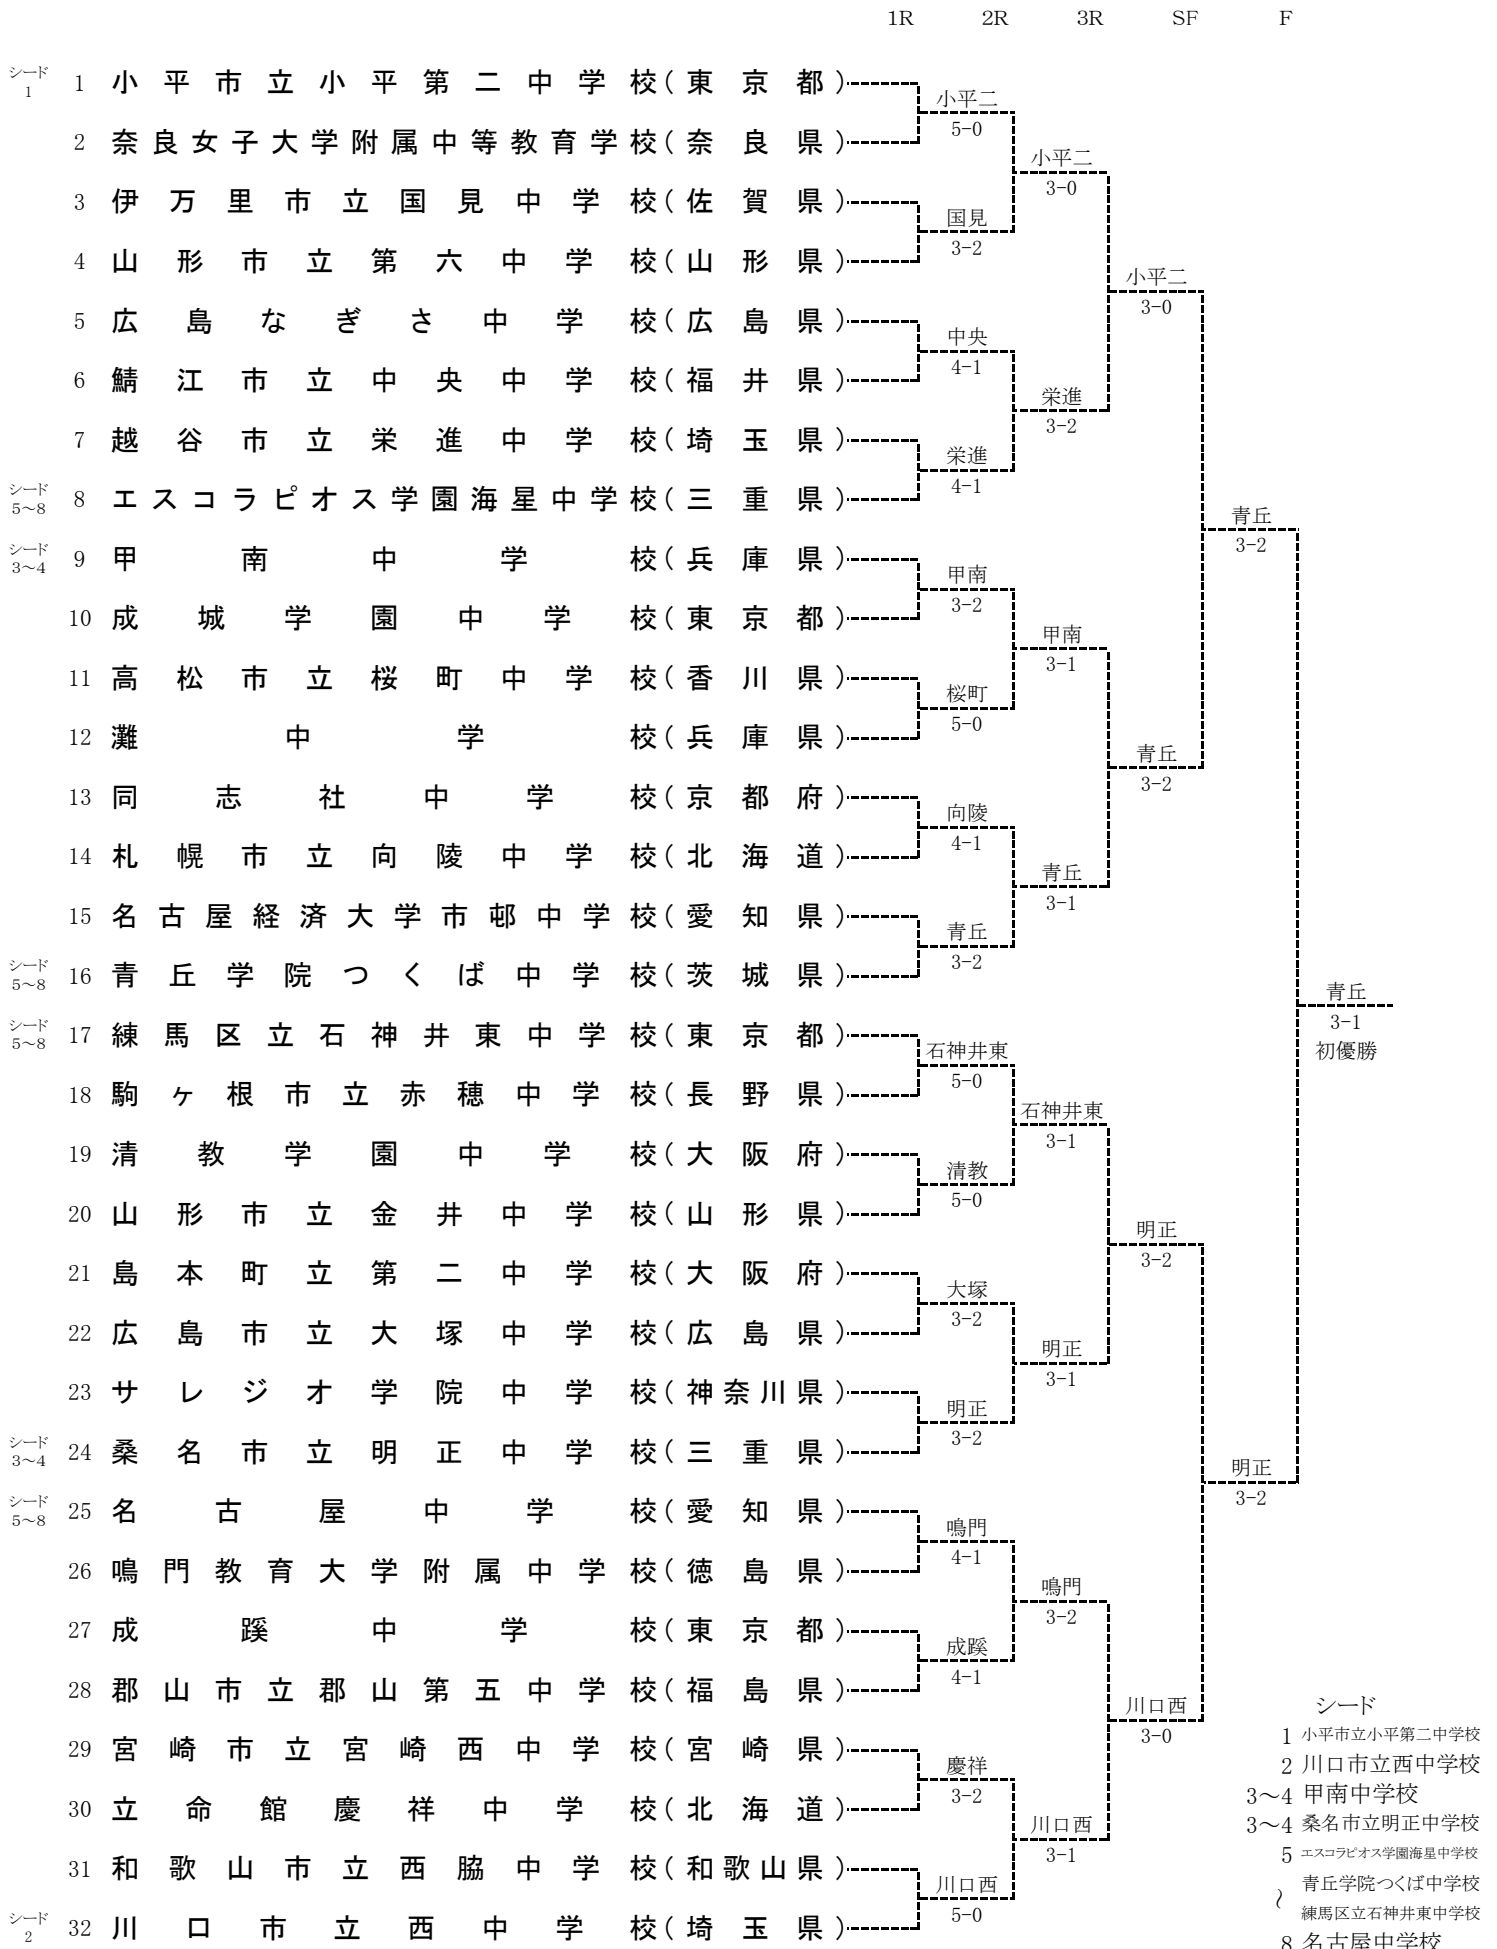 1R 2R 3R SF F
シード 1 1 小平市立小平第二中学校(東京都)
小平二
5-0
2 奈良女子大学附属中等教育学校(奈良県)
小平二
3-0
3 伊万里市立国見中学校(佐賀県)
国見
3-2
4 山形市立第六中学校(山形県)
小平二
3-0
5 広島なぎさ中学校(広島県)
中央
4-1
6 鯖江市立中央中学校(福井県)
栄進
3-2
7 越谷市立栄進中学校(埼玉県)
栄進
4-1
シード 5～8 8 エスコラピオス学園海星中学校(三重県)
青丘
3-2
シード 3～4 9 甲南中学校(兵庫県)
甲南
3-2
10 成城学園中学校(東京都)
甲南
3-1
11 高松市立桜町中学校(香川県)
桜町
5-0
12 灘中学校(兵庫県)
青丘
3-2
13 同志社中学校(京都府)
向陵
4-1
14 札幌市立向陵中学校(北海道)
青丘
3-1
15 名古屋経済大学市邨中学校(愛知県)
青丘
3-2
シード 5～8 16 青丘学院つくば中学校(茨城県)
青丘
3-1
初優勝
シード 5～8 17 練馬区立石神井東中学校(東京都)
石神井東
5-0
18 駒ヶ根市立赤穂中学校(長野県)
石神井東
3-1
19 清教学園中学校(大阪府)
清教
5-0
20 山形市立金井中学校(山形県)
明正
3-2
21 島本町立第二中学校(大阪府)
大塚
3-2
22 広島市立大塚中学校(広島県)
明正
3-1
23 サレジオ学院中学校(神奈川県)
明正
3-2
シード 3～4 24 桑名市立明正中学校(三重県)
明正
3-2
シード 5～8 25 名古屋中学校(愛知県)
鳴門
4-1
26 鳴門教育大学附属中学校(徳島県)
鳴門
3-2
27 成蹊中学校(東京都)
成蹊
4-1
28 郡山市立郡山第五中学校(福島県)
川口西
3-0
29 宮崎市立宮崎西中学校(宮崎県)
慶祥
3-2
30 立命館慶祥中学校(北海道)
川口西
3-1
31 和歌山市立西脇中学校(和歌山県)
川口西
5-0
シード 2 32 川口市立西中学校(埼玉県)
シード
1 小平市立小平第二中学校
2 川口市立西中学校
3～4 甲南中学校
3～4 桑名市立明正中学校
5 エスコラピオス学園海星中学校
～ 青丘学院つくば中学校
練馬区立石神井東中学校
8 名古屋中学校